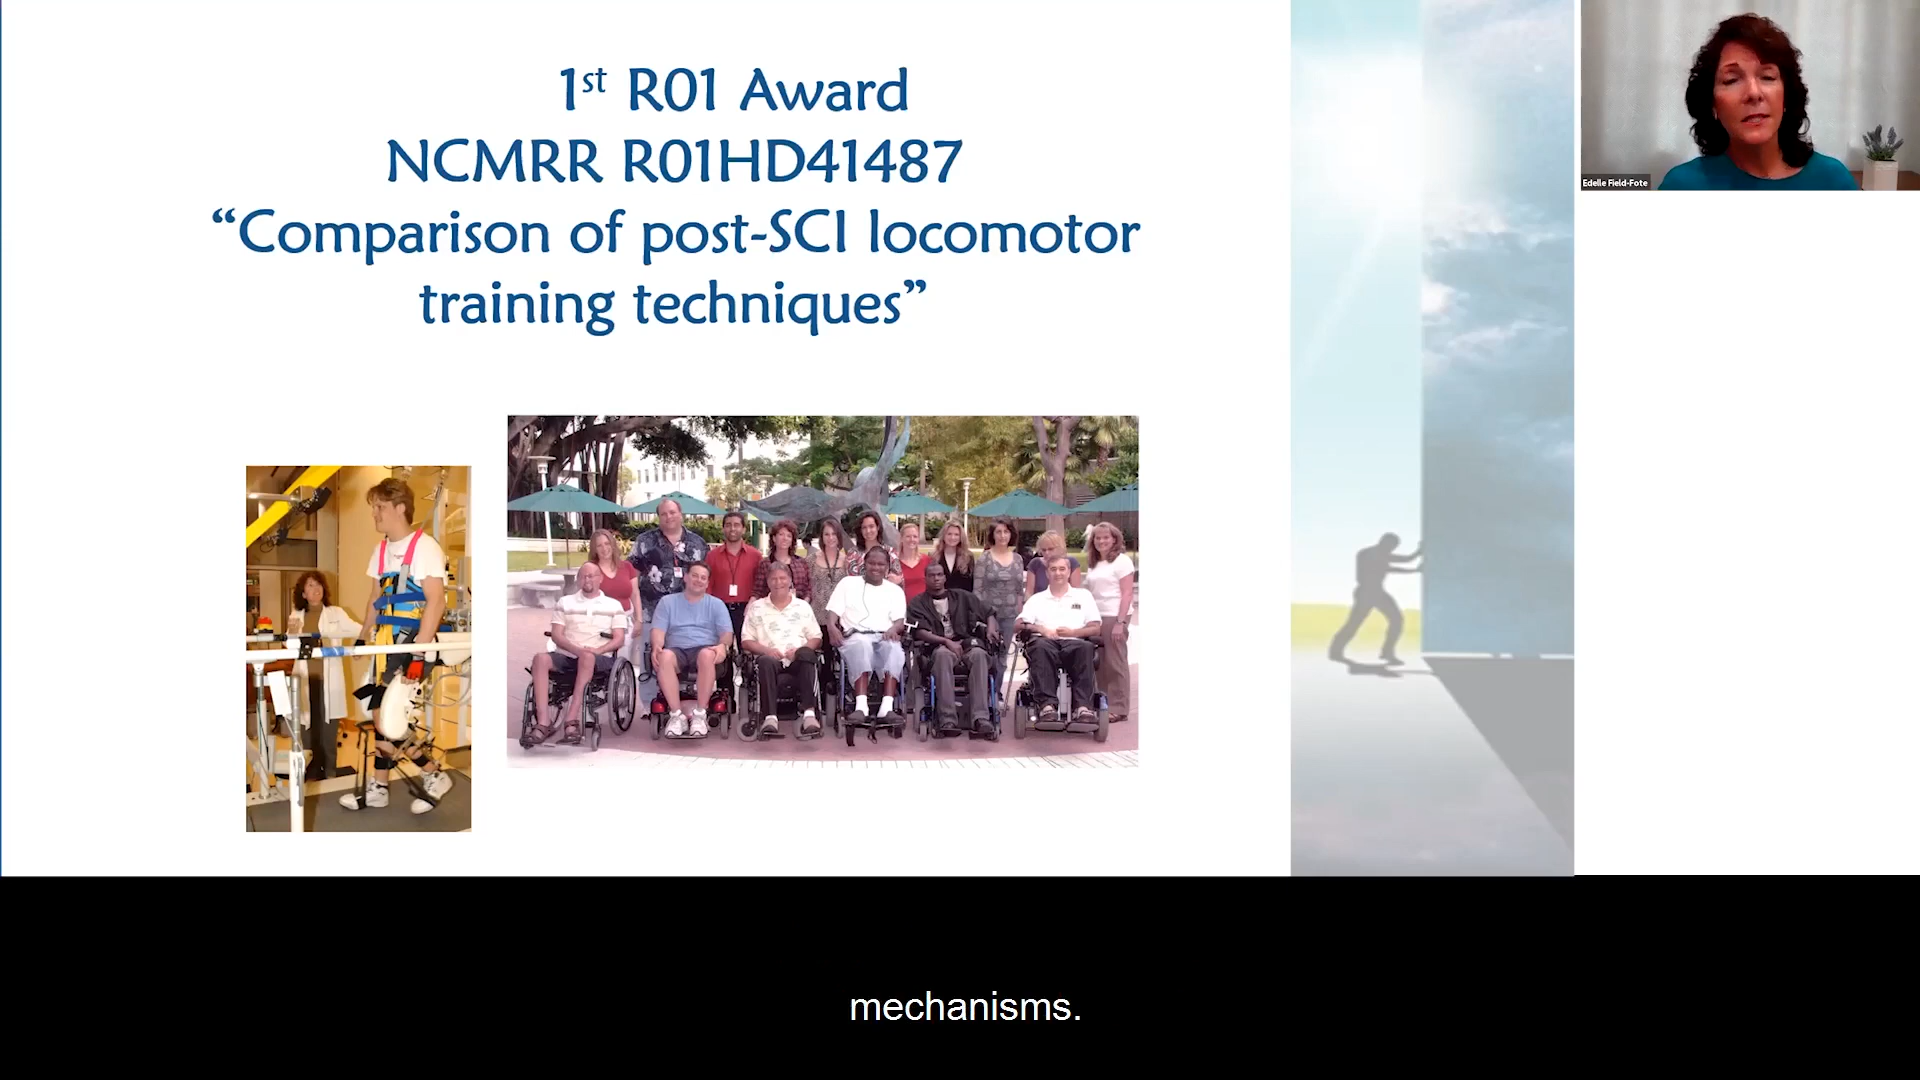 1st R01 Award
NCMRR R01HD41487
“Comparison of post-SCI locomotor
training techniques”
Edelle Field-Fote
mechanisms.